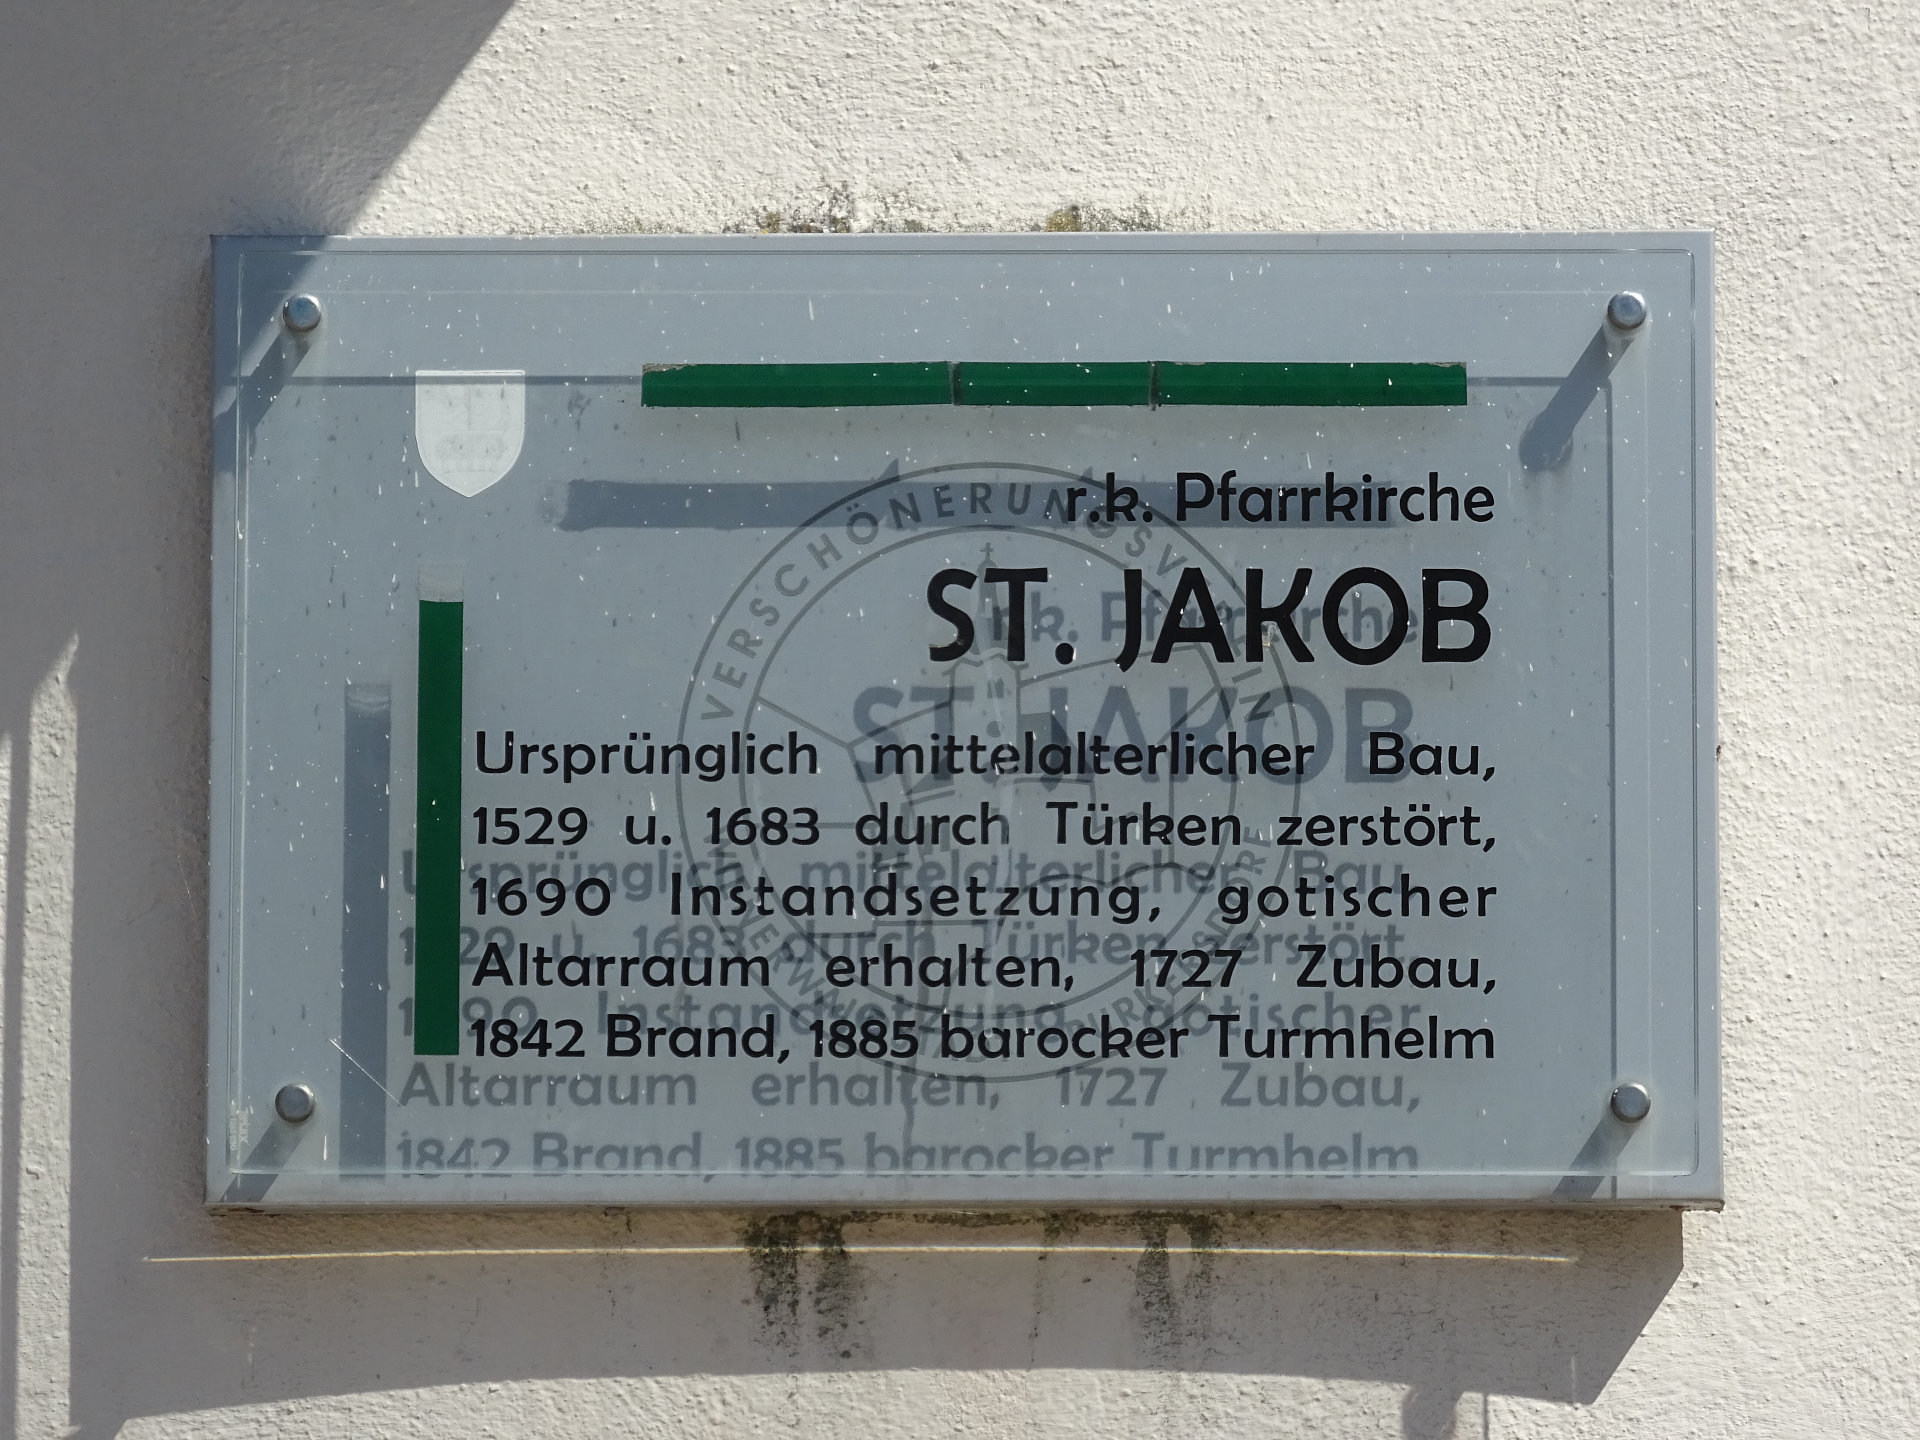 r.k. Pfarrkirche
ST. JAKOB
Ursprünglich mittelalterlicher Bau,
1529 u. 1683 durch Türken zerstört,
1690 Instandsetzung, gotischer
Altarraum erhalten, 1727 Zubau,
1842 Brand, 1885 barocker Turmhelm
VERSCHÖNERUNGSVEREIN